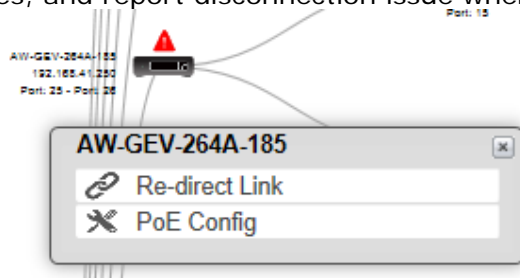 es, and report disconnection issue whe
Port: 15
AW-GEV-264A-185
192.168.41.250
Port: 25 - Port: 26
AW-GEV-264A-185
Re-direct Link
PoE Config